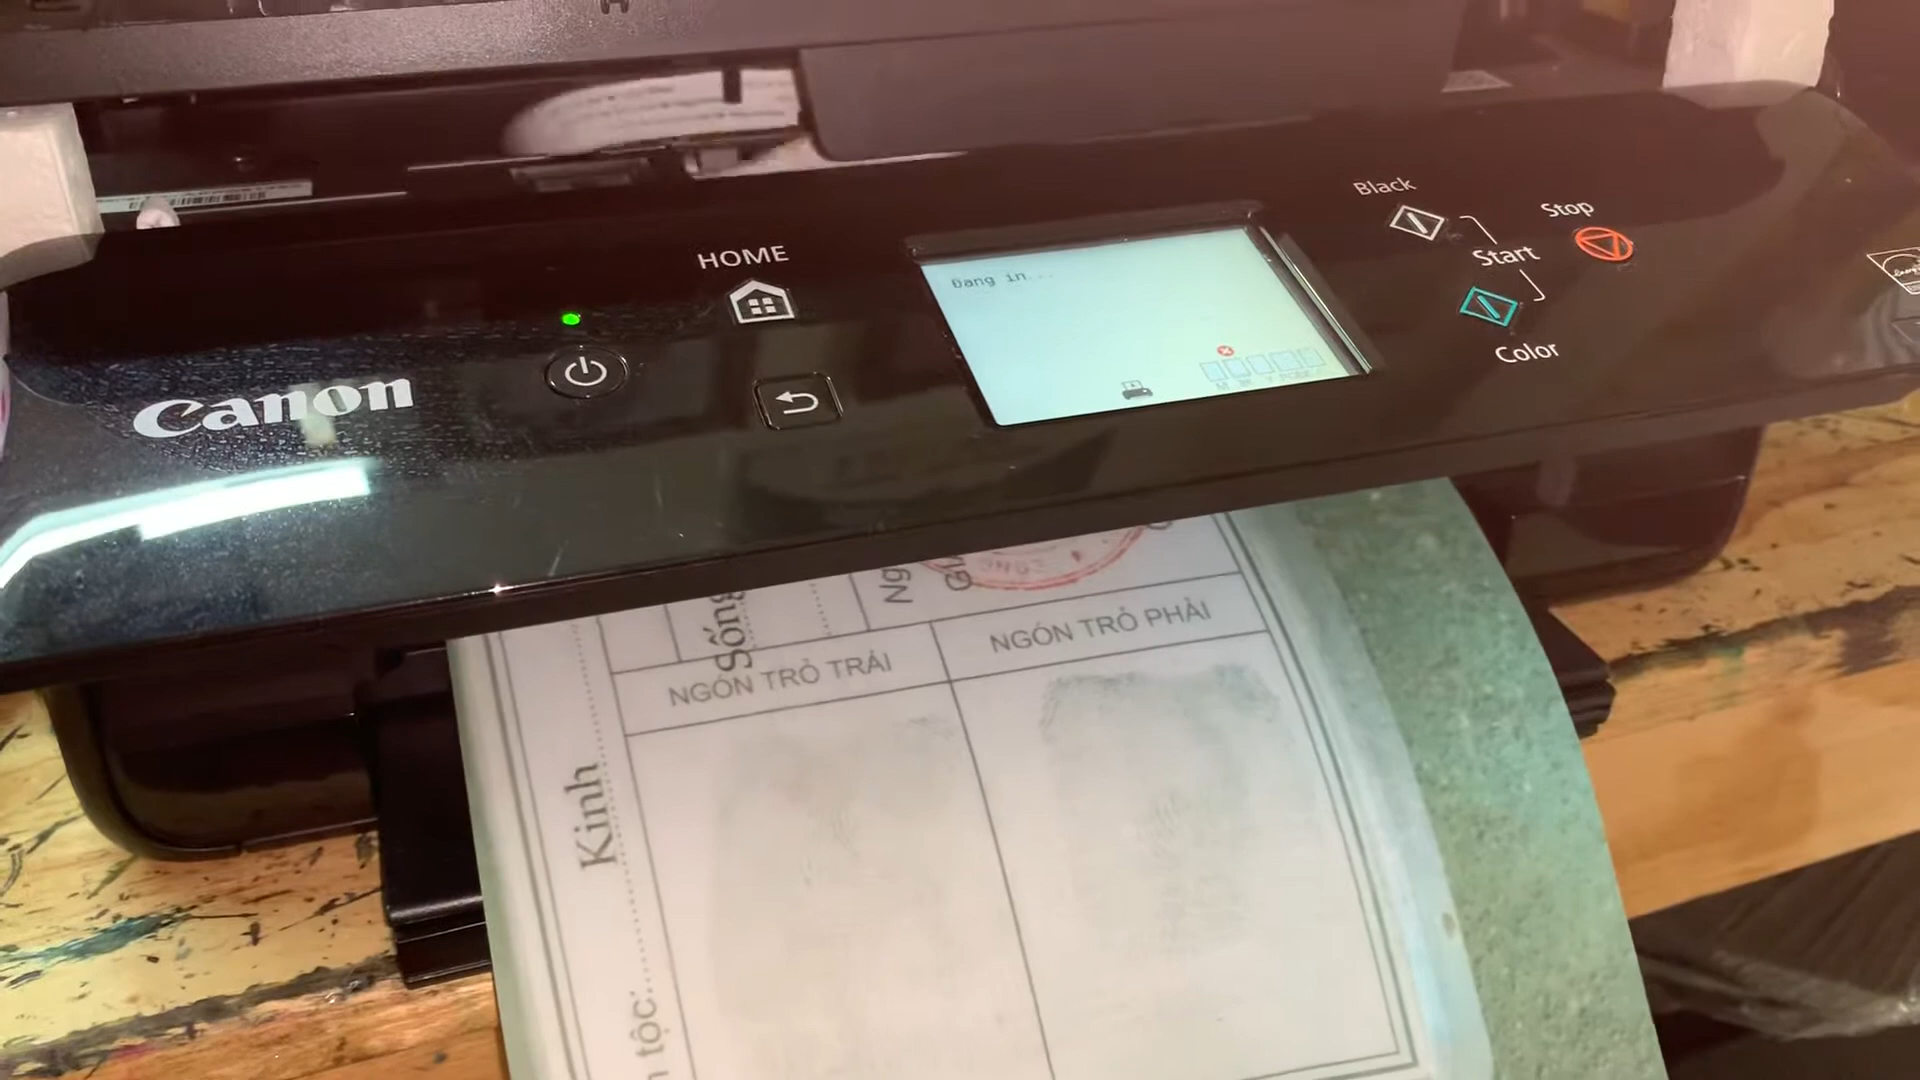 Black
Stop
HOME
Start
Đang in...
Color
Canon
Sống
NGÓN TRỎ TRÁI
NGÓN TRỎ PHẢI
Kinh
tộc: